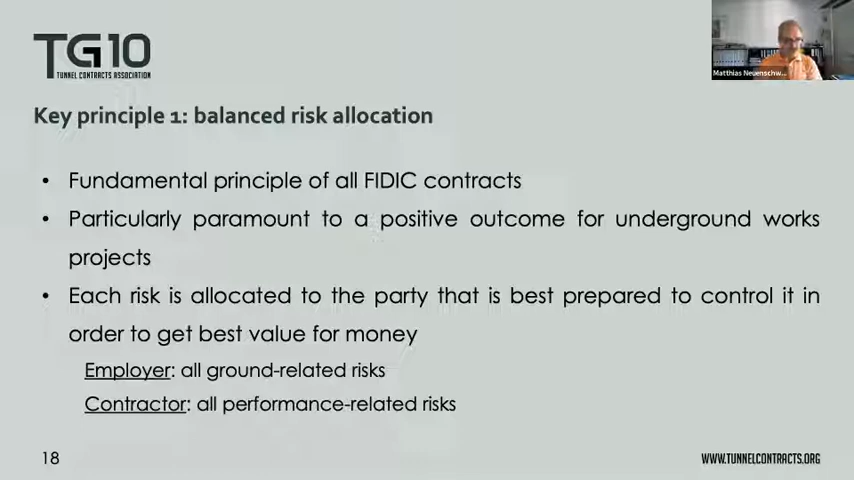 TG10
TUNNEL CONTRACTS ASSOCIATION
Matthias Neuenschw...
Key principle 1: balanced risk allocation
• Fundamental principle of all FIDIC contracts
• Particularly paramount to a positive outcome for underground works
projects
• Each risk is allocated to the party that is best prepared to control it in
order to get best value for money
Employer: all ground-related risks
Contractor: all performance-related risks
18
WWW.TUNNELCONTRACTS.ORG